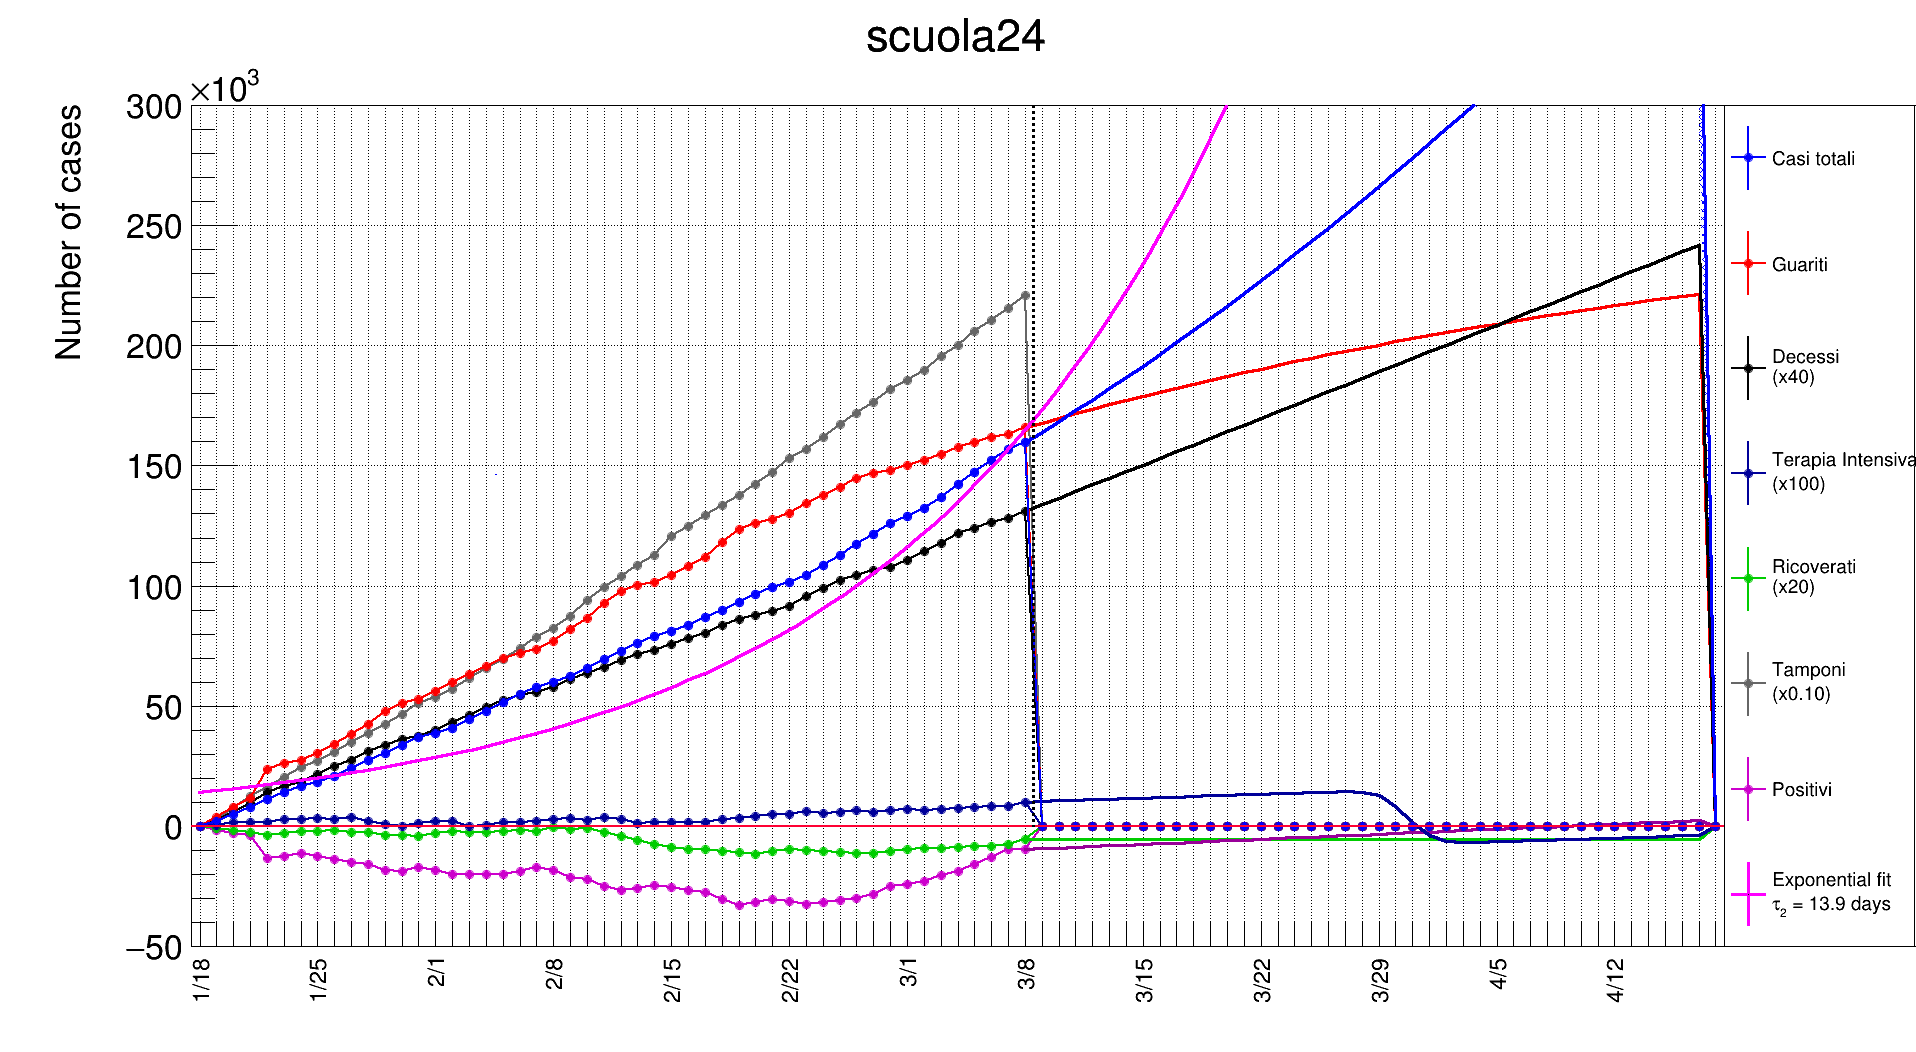 scuola24
×10³
Number of cases
300
250
200
150
100
50
0
−50
1/18
1/25
2/1
2/8
2/15
2/22
3/1
3/8
3/15
3/22
3/29
4/5
4/12
Casi totali
Guariti
Decessi
(x40)
Terapia Intensiva
(x100)
Ricoverati
(x20)
Tamponi
(x0.10)
Positivi
Exponential fit
τ₂ = 13.9 days